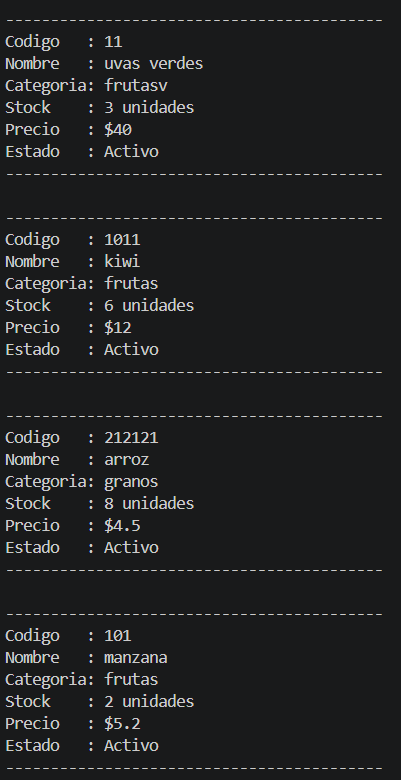 ------------------------------------------
Codigo   : 11
Nombre   : uvas verdes
Categoria: frutasv
Stock    : 3 unidades
Precio   : $40
Estado   : Activo
------------------------------------------

------------------------------------------
Codigo   : 1011
Nombre   : kiwi
Categoria: frutas
Stock    : 6 unidades
Precio   : $12
Estado   : Activo
------------------------------------------

------------------------------------------
Codigo   : 212121
Nombre   : arroz
Categoria: granos
Stock    : 8 unidades
Precio   : $4.5
Estado   : Activo
------------------------------------------

------------------------------------------
Codigo   : 101
Nombre   : manzana
Categoria: frutas
Stock    : 2 unidades
Precio   : $5.2
Estado   : Activo
------------------------------------------